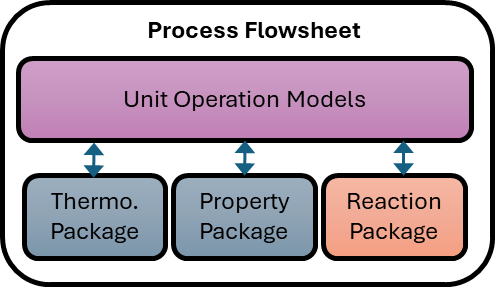 Process Flowsheet
Unit Operation Models
Thermo.
Package
Property
Package
Reaction
Package